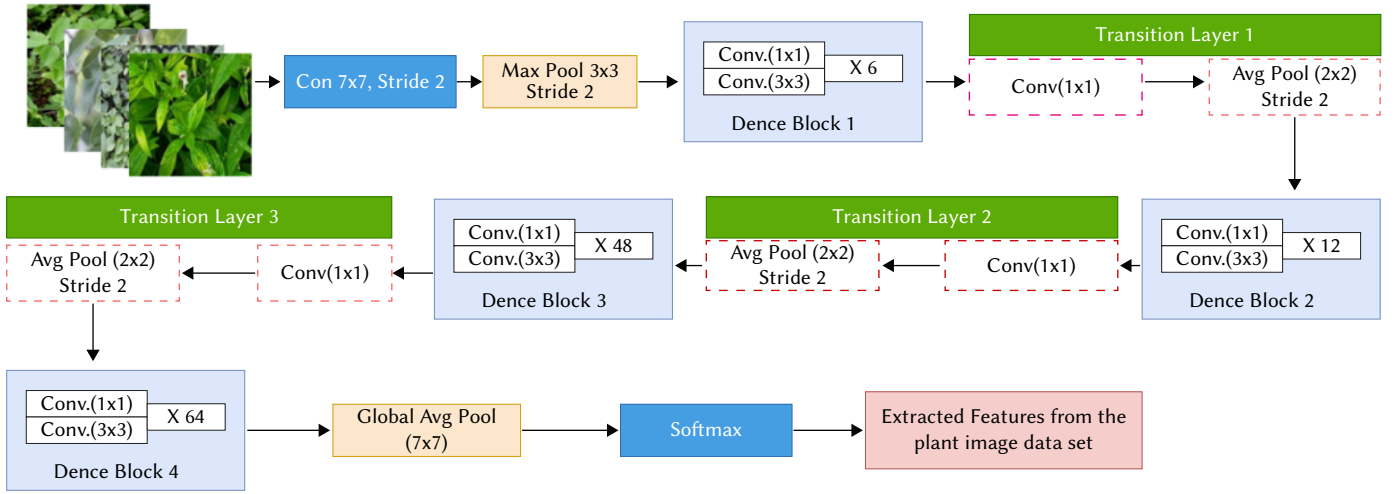 Con 7x7, Stride 2
Max Pool 3x3
Stride 2
Conv.(1x1)
Conv.(3x3)
X 6
Dence Block 1
Transition Layer 1
Conv(1x1)
Avg Pool (2x2)
Stride 2
Conv.(1x1)
Conv.(3x3)
X 12
Dence Block 2
Transition Layer 2
Conv(1x1)
Avg Pool (2x2)
Stride 2
Conv.(1x1)
Conv.(3x3)
X 48
Dence Block 3
Transition Layer 3
Conv(1x1)
Avg Pool (2x2)
Stride 2
Conv.(1x1)
Conv.(3x3)
X 64
Dence Block 4
Global Avg Pool
(7x7)
Softmax
Extracted Features from the
plant image data set